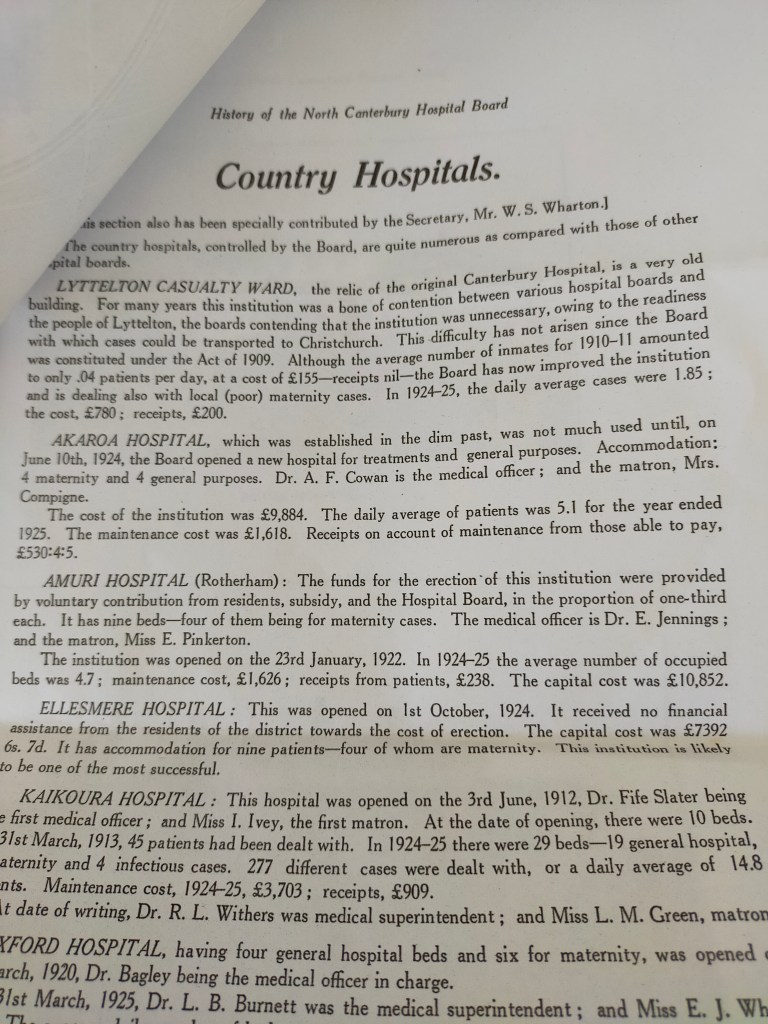 History of the North Canterbury Hospital Board
Country Hospitals.
section also has been specially contributed by the Secretary, Mr. W. S. Wharton.]
The country hospitals, controlled by the Board, are quite numerous as compared with those of other
boards.
LYTTELTON CASUALTY WARD, the relic of the original Canterbury Hospital, is a very old
building. For many years this institution was a bone of contention between various hospital boards and
the people of Lyttelton, the boards contending that the institution was unnecessary, owing to the readiness
with which cases could be transported to Christchurch. This difficulty has not arisen since the Board
was constituted under the Act of 1909. Although the average number of inmates for 1910-11 amounted
to only .04 patients per day, at a cost of £155—receipts nil—the Board has now improved the institution
and is dealing also with local (poor) maternity cases. In 1924-25, the daily average cases were 1.85 ;
the cost, £780 ; receipts, £200.
AKAROA HOSPITAL, which was established in the dim past, was not much used until, on
June 10th, 1924, the Board opened a new hospital for treatments and general purposes. Accommodation:
4 maternity and 4 general purposes. Dr. A. F. Cowan is the medical officer ; and the matron, Mrs.
Compigne.
The cost of the institution was £9,884. The daily average of patients was 5.1 for the year ended
1925. The maintenance cost was £1,618. Receipts on account of maintenance from those able to pay,
£530:4:5.
AMURI HOSPITAL (Rotherham) : The funds for the erection of this institution were provided
by voluntary contribution from residents, subsidy, and the Hospital Board, in the proportion of one-third
each. It has nine beds—four of them being for maternity cases. The medical officer is Dr. E. Jennings ;
and the matron, Miss E. Pinkerton.
The institution was opened on the 23rd January, 1922. In 1924-25 the average number of occupied
beds was 4.7 ; maintenance cost, £1,626 ; receipts from patients, £238. The capital cost was £10,852.
ELLESMERE HOSPITAL : This was opened on 1st October, 1924. It received no financial
assistance from the residents of the district towards the cost of erection. The capital cost was £7392
6s. 7d. It has accommodation for nine patients—four of whom are maternity. This institution is likely
to be one of the most successful.
KAIKOURA HOSPITAL : This hospital was opened on the 3rd June, 1912, Dr. Fife Slater being
first medical officer ; and Miss I. Ivey, the first matron. At the date of opening, there were 10 beds.
31st March, 1913, 45 patients had been dealt with. In 1924-25 there were 29 beds—19 general hospital,
aternity and 4 infectious cases. 277 different cases were dealt with, or a daily average of 14.8
nts. Maintenance cost, 1924-25, £3,703 ; receipts, £909.
At date of writing, Dr. R. L. Withers was medical superintendent ; and Miss L. M. Green, matron
XFORD HOSPITAL, having four general hospital beds and six for maternity, was opened
arch, 1920, Dr. Bagley being the medical officer in charge.
31st March, 1925, Dr. L. B. Burnett was the medical superintendent ; and Miss E. J. Wh